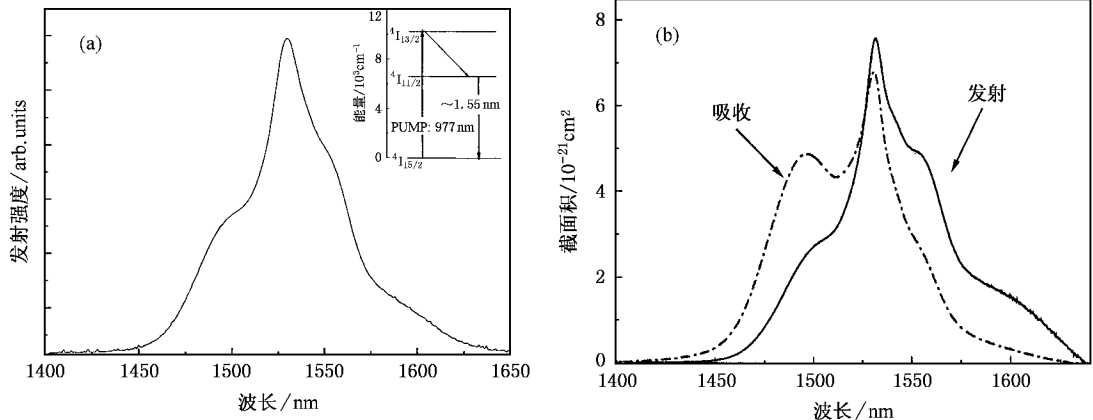 (a)
发射强度/arb.units
波长/nm
1400
1450
1500
1550
1600
1650
能量/10³cm⁻¹
12
8
4
0
⁴I₁₃/₂
⁴I₁₁/₂
⁴I₁₅/₂
~1.55 nm
PUMP: 977 nm
(b)
截面积/10⁻²¹cm²
8
6
4
2
0
吸收
发射
1400
1450
1500
1550
1600
波长/nm